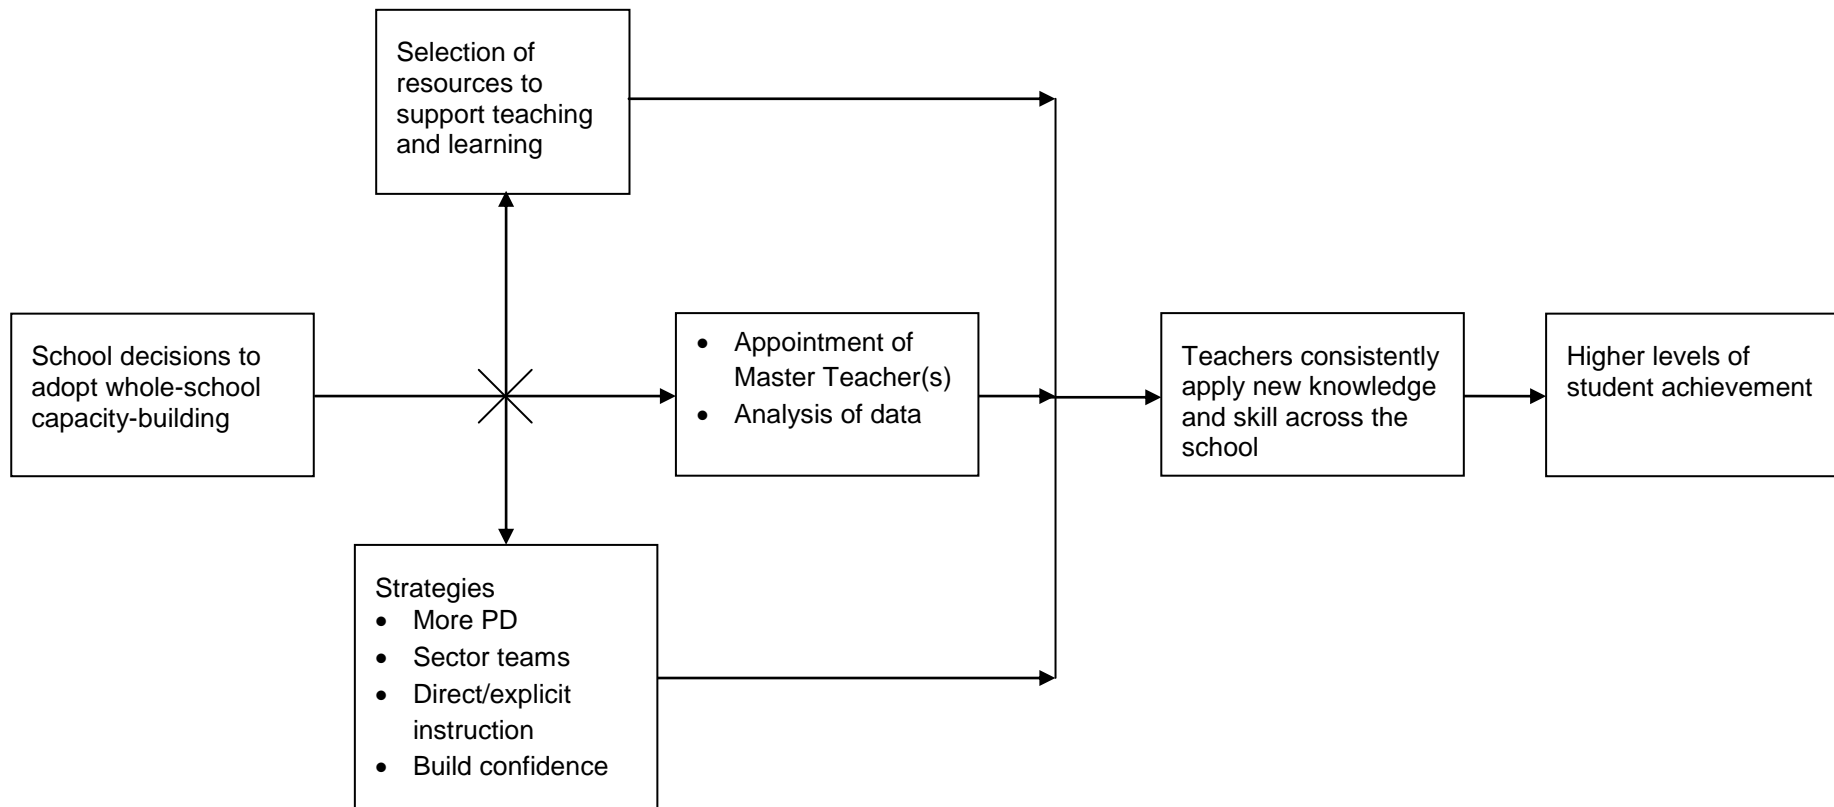 Selection of
resources to
support teaching
and learning
School decisions to
adopt whole-school
capacity-building
• Appointment of
Master Teacher(s)
• Analysis of data
Teachers consistently
apply new knowledge
and skill across the
school
Higher levels of
student achievement
Strategies
• More PD
• Sector teams
• Direct/explicit
instruction
• Build confidence